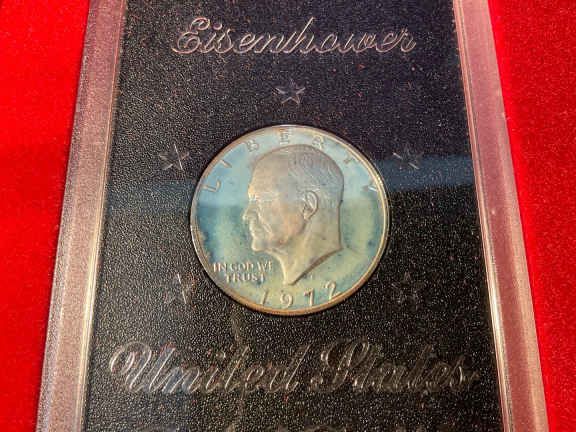 Eisenhower
LIBERTY
IN GOD WE
TRUST
1972
United States